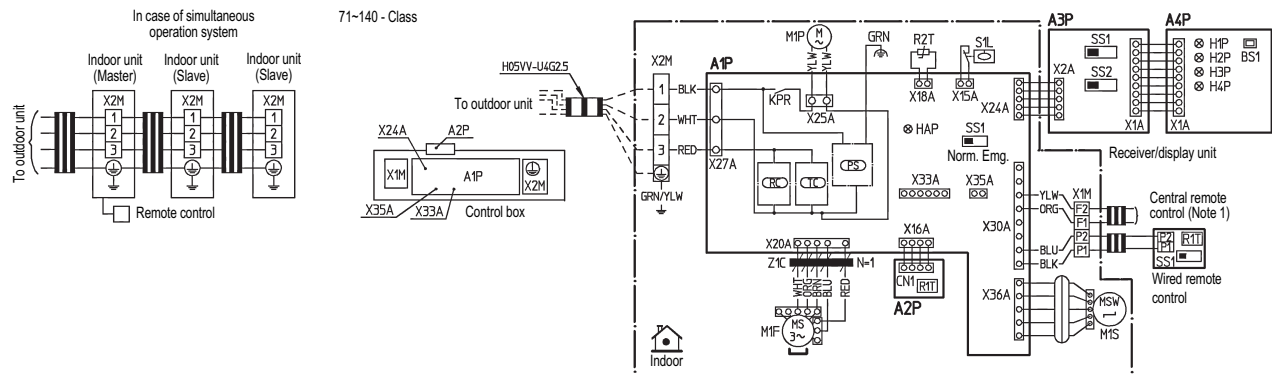 In case of simultaneous
operation system
Indoor unit
(Master)
Indoor unit
(Slave)
Indoor unit
(Slave)
X2M
1
2
3
X2M
1
2
3
X2M
1
2
3
To outdoor unit
Remote control
71~140 - Class
X24A
A2P
X1M
A1P
X2M
X35A
X33A
Control box
H05VV-U4G2.5
To outdoor unit
X2M
1
2
3
GRN/YLW
BLK
WHT
RED
X27A
A1P
M1P
M
~
YLW
YLW
X25A
KPR
GRN
R2T
X18A
S1L
X15A
HAP
SS1
Norm. Emg.
RC
TC
PS
X33A
X35A
X24A
X2A
A3P
SS1
SS2
X1A
A4P
X1A
H1P
H2P
H3P
H4P
BS1
Receiver/display unit
X30A
YLW
ORG
BLU
BLK
X1M
F2
F1
P2
P1
Central remote
control (Note 1)
P2
P1
R1T
SS1
Wired remote
control
X20A
Z1C
N=1
WHT
ORG
BRN
BLU
RED
M1F
MS
3~
X16A
CN1
R1T
A2P
X36A
MSW
M1S
Indoor